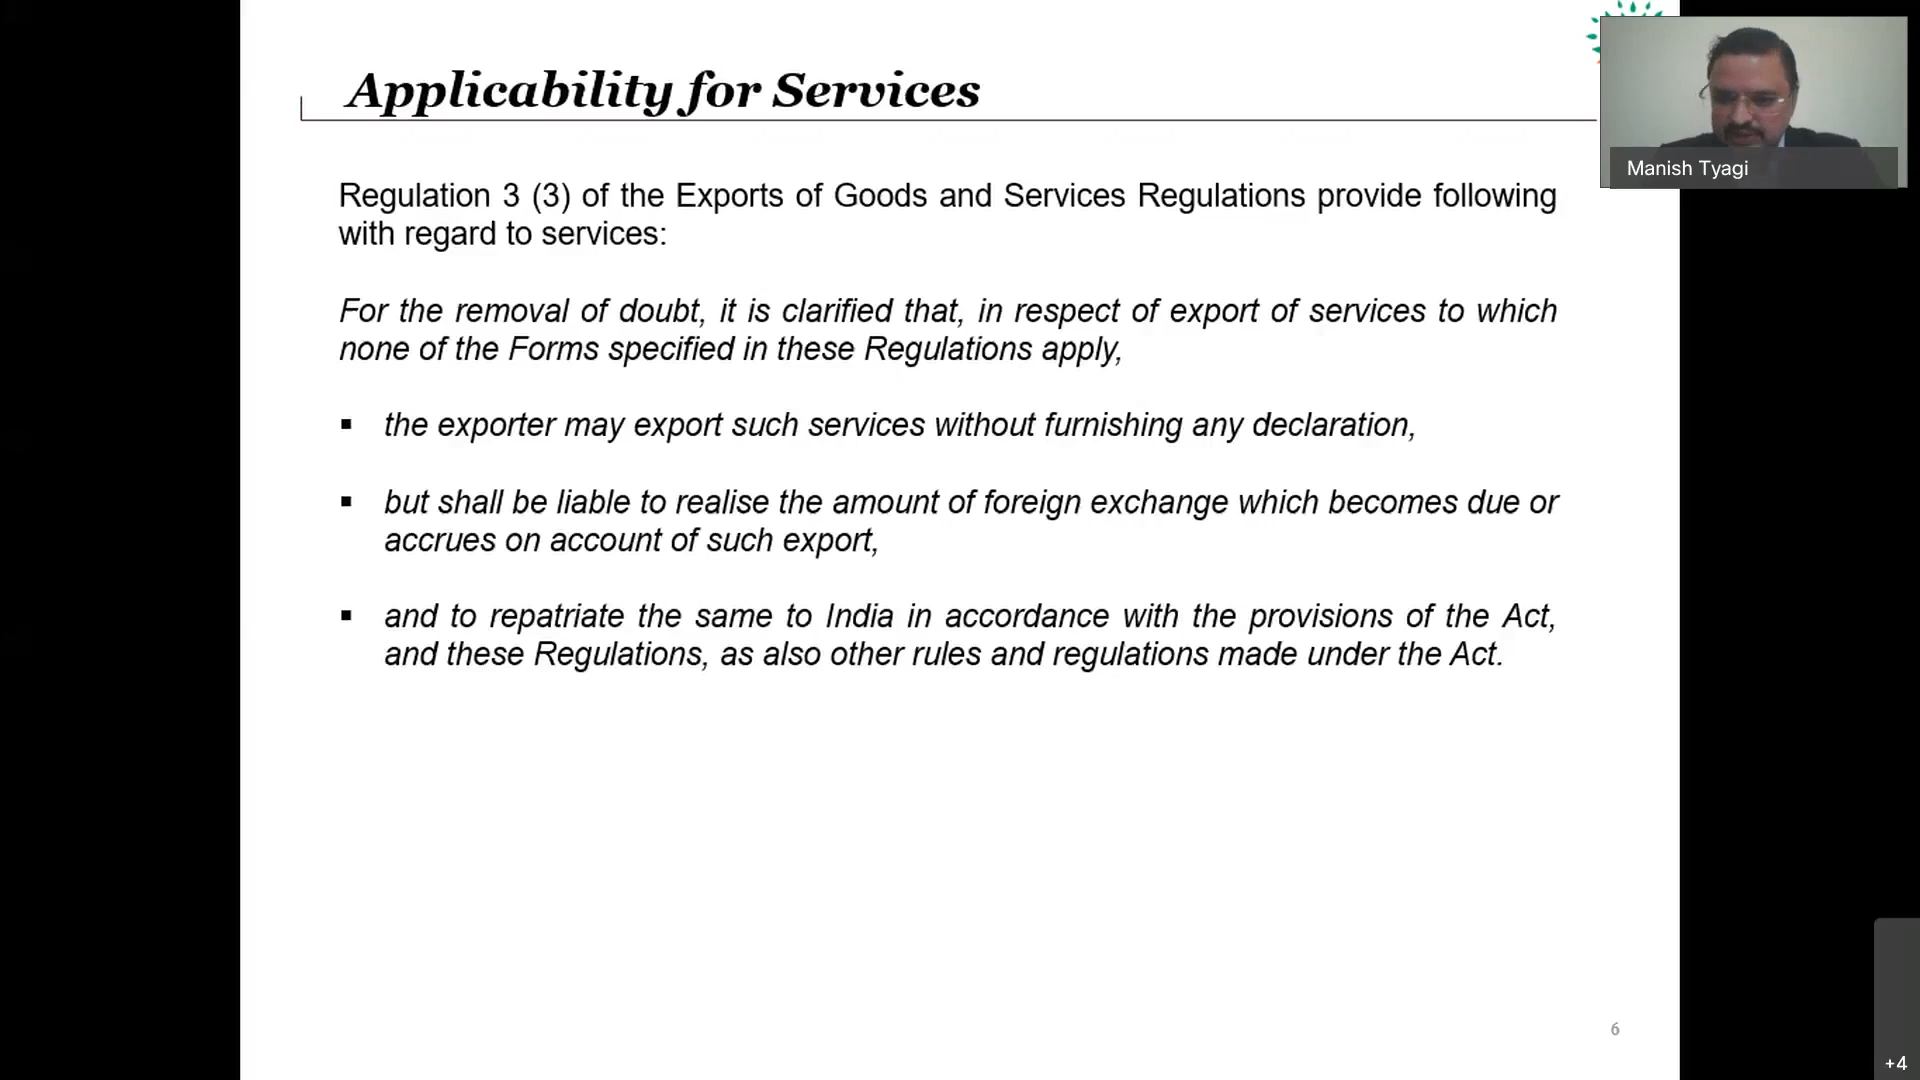 Applicability for Services
Manish Tyagi
Regulation 3 (3) of the Exports of Goods and Services Regulations provide following
with regard to services:
For the removal of doubt, it is clarified that, in respect of export of services to which
none of the Forms specified in these Regulations apply,
▪ the exporter may export such services without furnishing any declaration,
▪ but shall be liable to realise the amount of foreign exchange which becomes due or
accrues on account of such export,
▪ and to repatriate the same to India in accordance with the provisions of the Act,
and these Regulations, as also other rules and regulations made under the Act.
6
+4